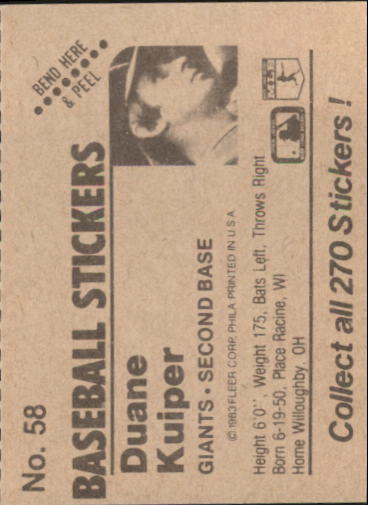 BEND HERE
& PEEL
No. 58
BASEBALL STICKERS
Duane
Kuiper
GIANTS • SECOND BASE
© 1983 FLEER CORP. PHILA PRINTED IN U S A
Height 6'0'', Weight 175, Bats Left, Throws Right
Born 6-19-50, Place Racine, WI
Home Willoughby, OH
Collect all 270 Stickers!